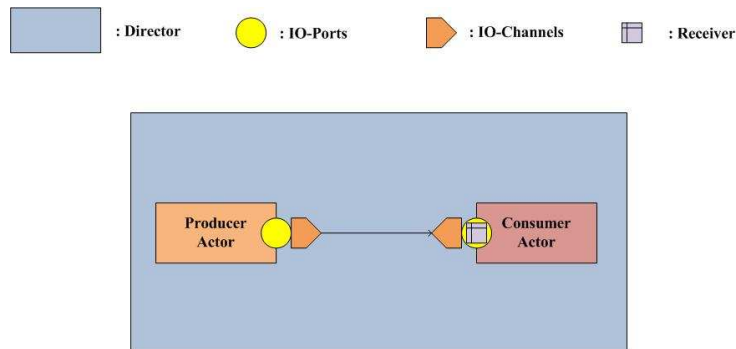 : Director
: IO-Ports
: IO-Channels
: Receiver
Producer
Actor
Consumer
Actor